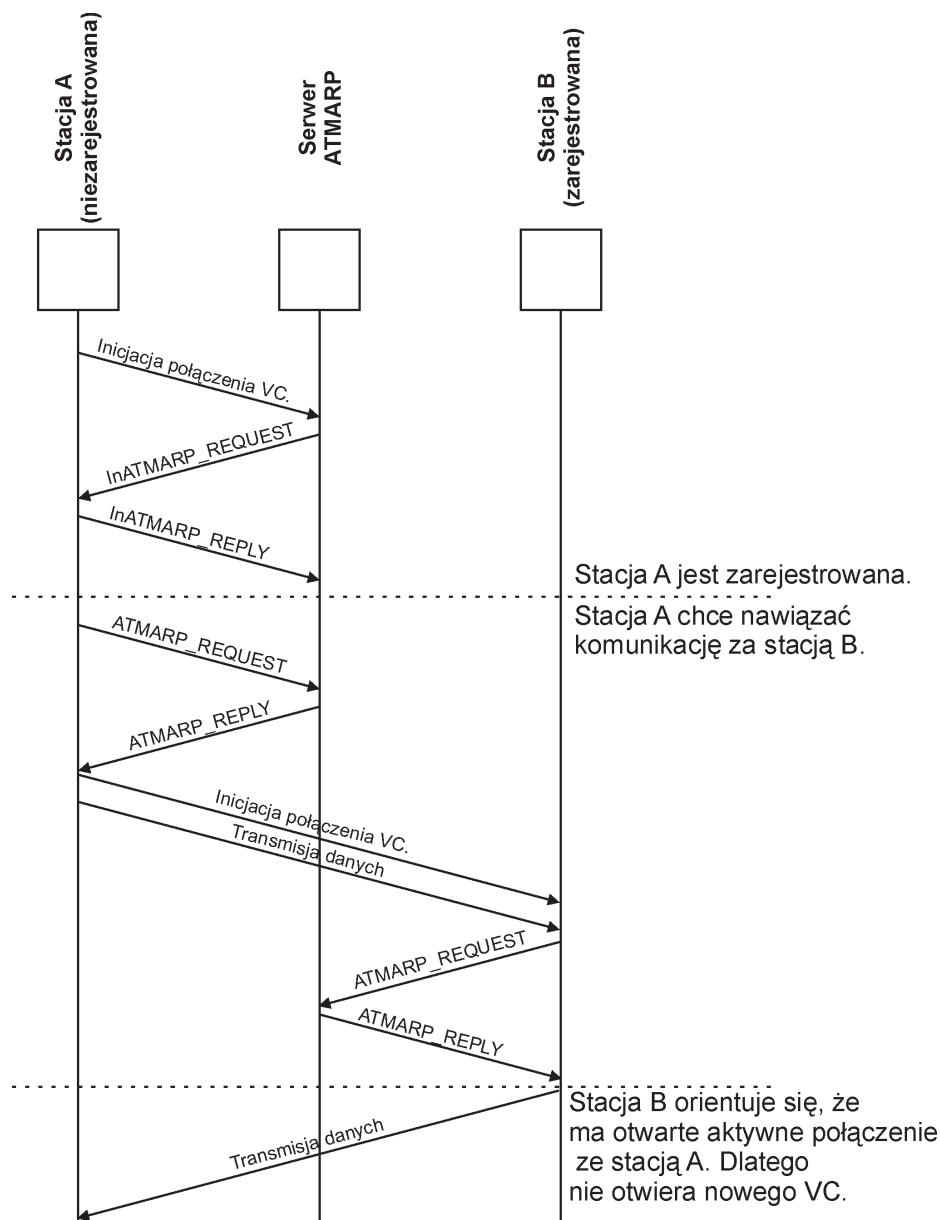 Stacja A
(niezarejestrowana)
Serwer
ATMARP
Stacja B
(zarejestrowana)
Inicjacja połączenia VC.
InATMARP_REQUEST
InATMARP_REPLY
Stacja A jest zarejestrowana.
Stacja A chce nawiązać
komunikację za stacją B.
ATMARP_REQUEST
ATMARP_REPLY
Inicjacja połączenia VC.
Transmisja danych
ATMARP_REQUEST
ATMARP_REPLY
Stacja B orientuje się, że
ma otwarte aktywne połączenie
ze stacją A. Dlatego
nie otwiera nowego VC.
Transmisja danych